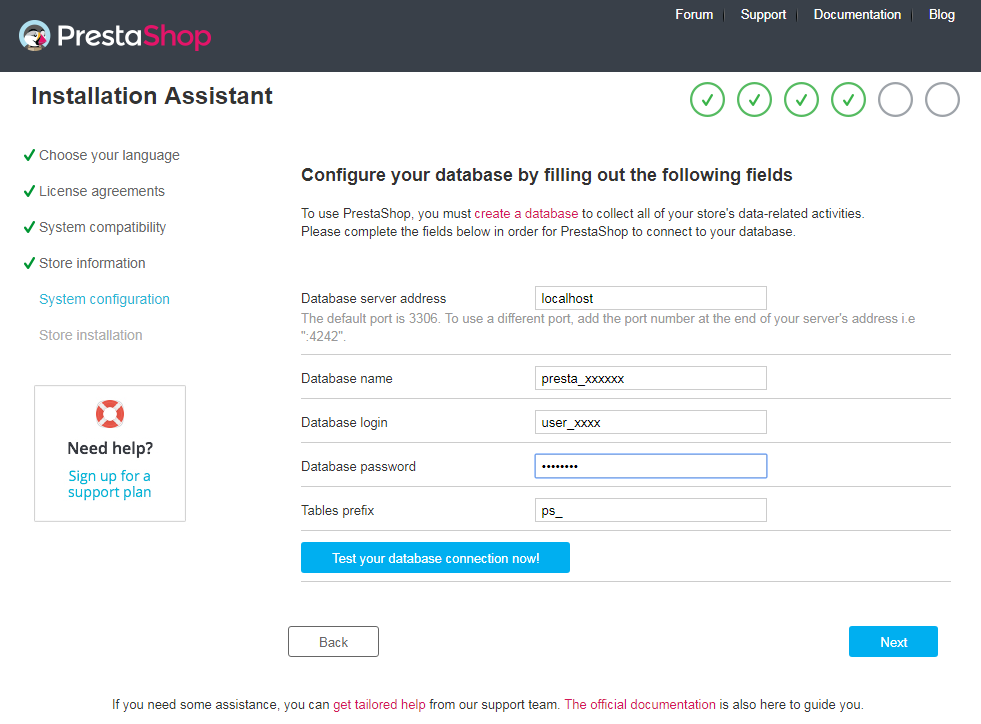 Forum
Support
Documentation
Blog
PrestaShop
Installation Assistant
Choose your language
License agreements
System compatibility
Store information
System configuration
Store installation
Need help?
Sign up for a
support plan
Configure your database by filling out the following fields
To use PrestaShop, you must create a database to collect all of your store's data-related activities.
Please complete the fields below in order for PrestaShop to connect to your database.
Database server address
localhost
The default port is 3306. To use a different port, add the port number at the end of your server's address i.e
":4242".
Database name
presta_xxxxxx
Database login
user_xxxx
Database password
••••••••
Tables prefix
ps_
Test your database connection now!
Back
Next
If you need some assistance, you can get tailored help from our support team. The official documentation is also here to guide you.